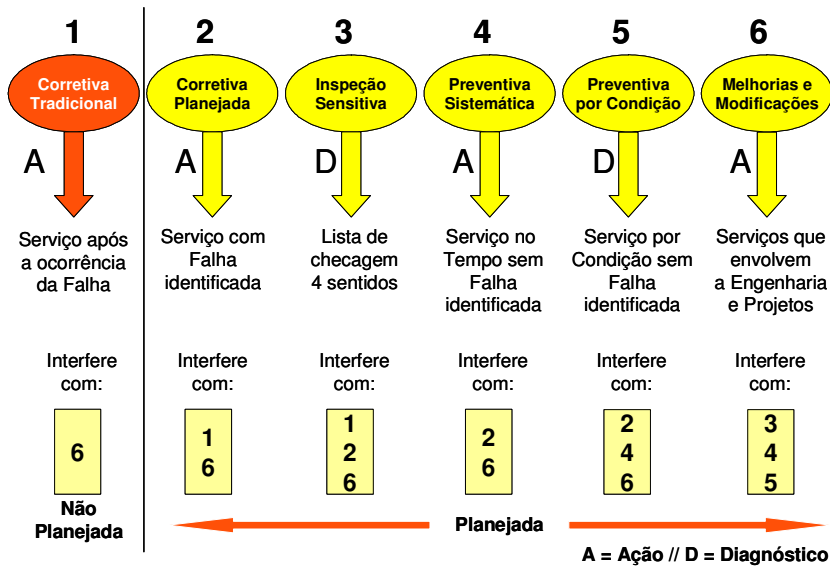 1
2
3
4
5
6
Corretiva
Tradicional
Corretiva
Planejada
Inspeção
Sensitiva
Preventiva
Sistemática
Preventiva
por Condição
Melhorias e
Modificações
A
A
D
A
D
A
Serviço após
a ocorrência
da Falha
Serviço com
Falha
identificada
Lista de
checagem
4 sentidos
Serviço no
Tempo sem
Falha
identificada
Serviço por
Condição sem
Falha
identificada
Serviços que
envolvem
a Engenharia
e Projetos
Interfere
com:
6
Interfere
com:
1
6
Interfere
com:
1
2
6
Interfere
com:
2
6
Interfere
com:
2
4
6
Interfere
com:
3
4
5
Não
Planejada
Planejada
A = Ação // D = Diagnóstico